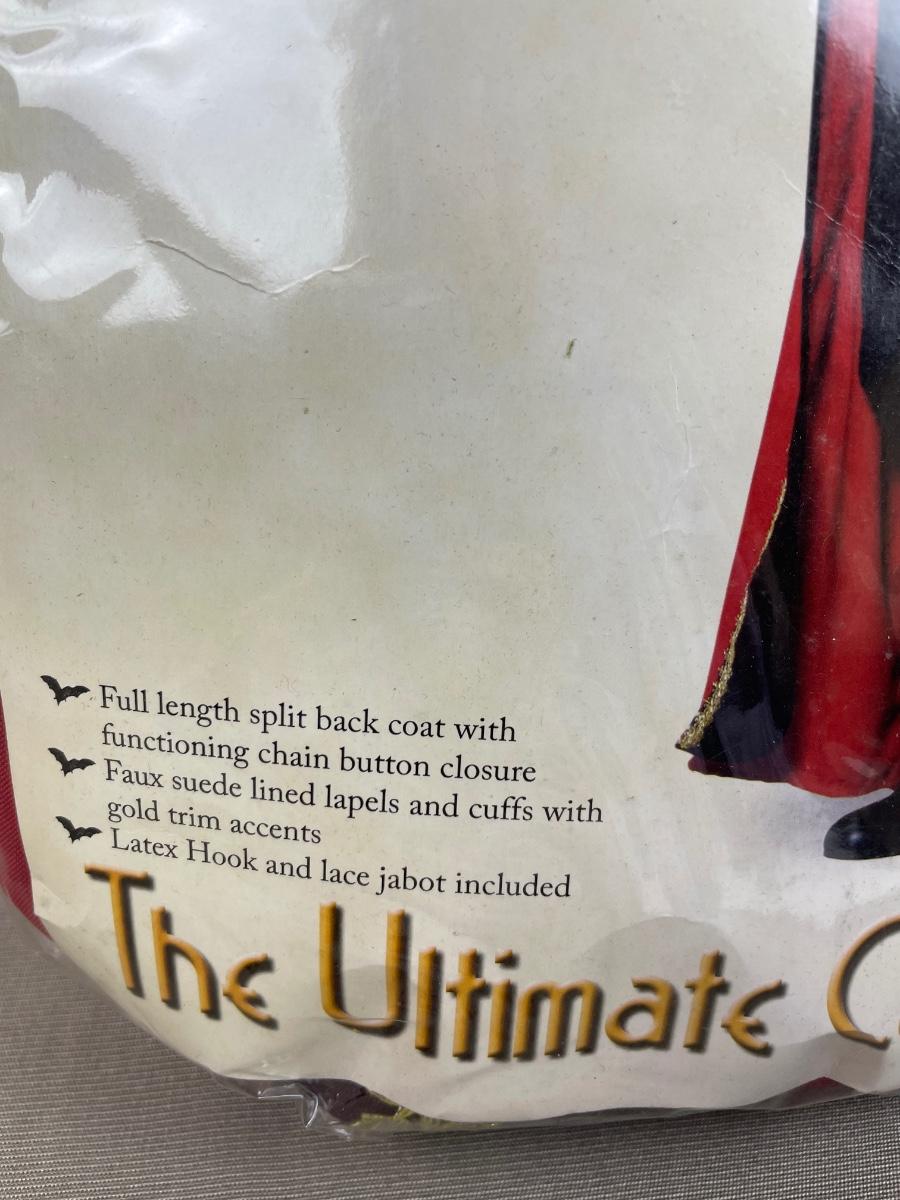 Full length split back coat with
functioning chain button closure
Faux suede lined lapels and cuffs with
gold trim accents
Latex Hook and lace jabot included
The Ultimate